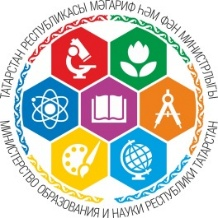 ТАТАРСТАН РЕСПУБЛИКАСЫ МӘГАРИФ ҺӘМ ФӘН МИНИСТРЛЫГЫ
МИНИСТЕРСТВО ОБРАЗОВАНИЯ И НАУКИ РЕСПУБЛИКИ ТАТАРСТАН